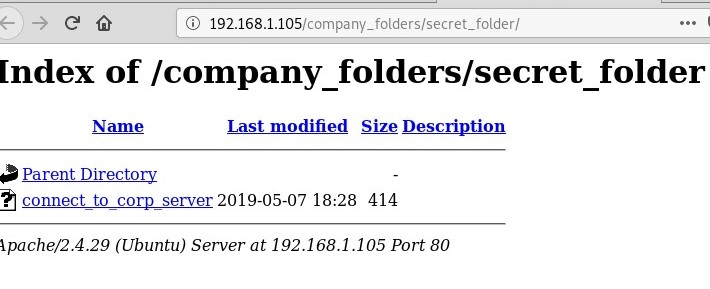 192.168.1.105/company_folders/secret_folder/
Index of /company_folders/secret_folder
Name Last modified Size Description
Parent Directory -
connect_to_corp_server 2019-05-07 18:28 414
Apache/2.4.29 (Ubuntu) Server at 192.168.1.105 Port 80